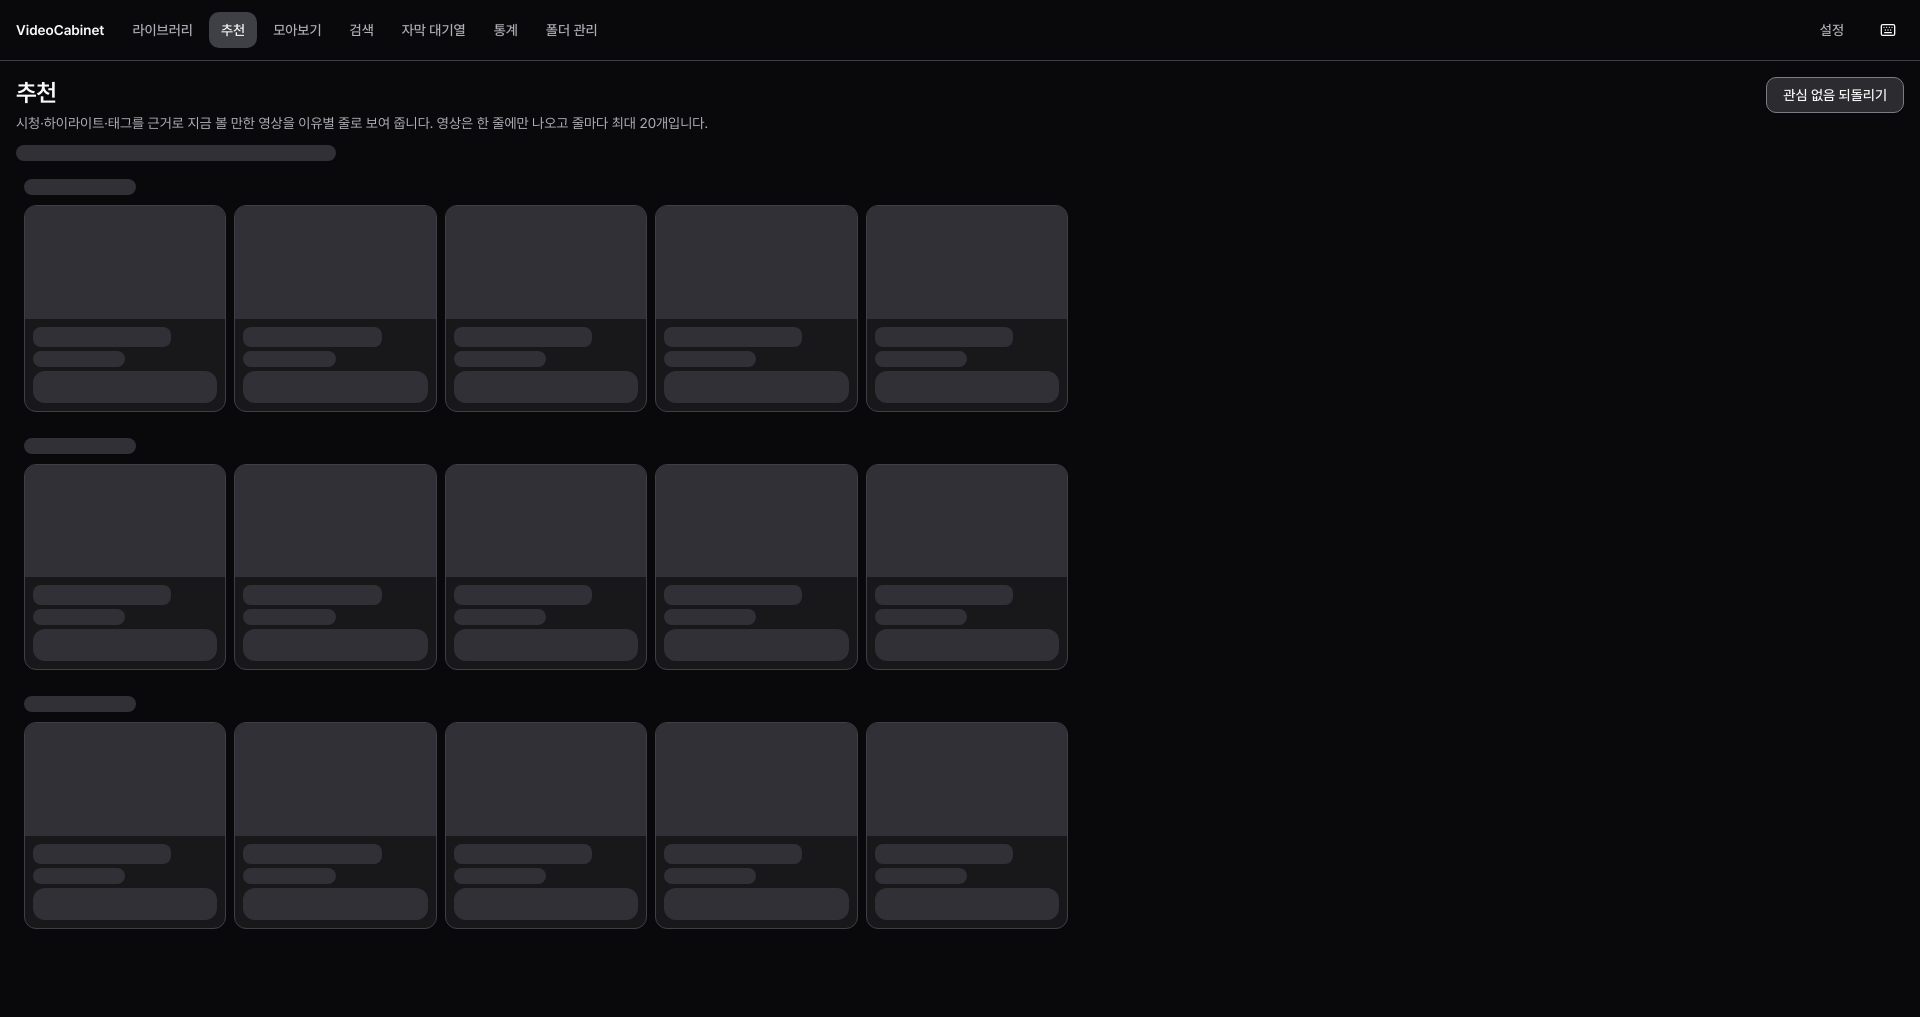 VideoCabinet 라이브러리 추천 모아보기 검색 자막 대기열 통계 폴더 관리 설정
추천
관심 없음 되돌리기
시청·하이라이트·태그를 근거로 지금 볼 만한 영상을 이유별 줄로 보여 줍니다. 영상은 한 줄에만 나오고 줄마다 최대 20개입니다.